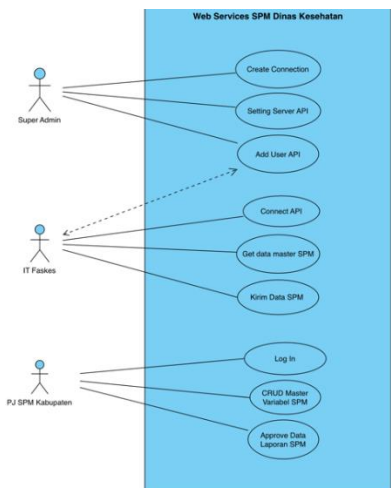 Web Services SPM Dinas Kesehatan
Create Connection
Setting Server API
Super Admin
Add User API
Connect API
Get data master SPM
IT Faskes
Kirim Data SPM
Log In
CRUD Master
Variabel SPM
PJ SPM Kabupaten
Approve Data
Laporan SPM